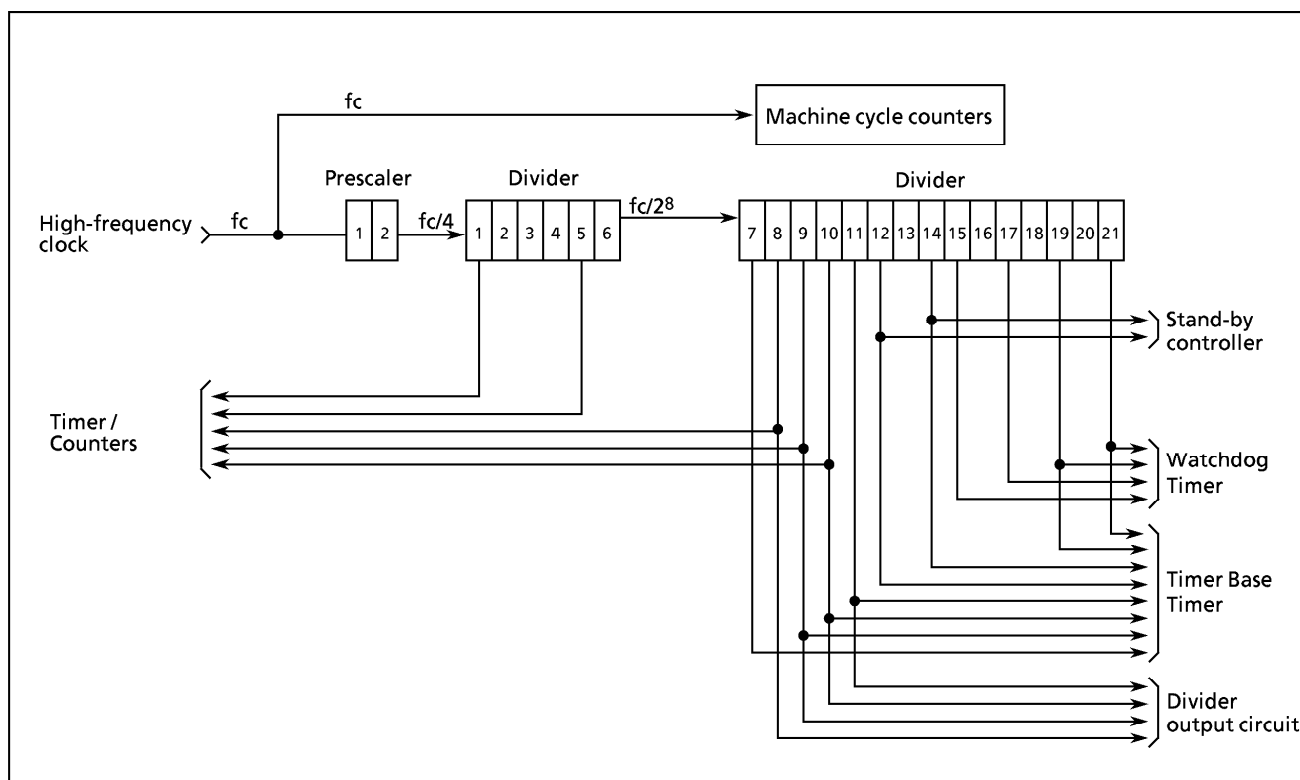 fc
Machine cycle counters
Prescaler
Divider
Divider
High-frequency
clock
fc
1 2
fc/4
1 2 3 4 5 6
fc/2⁸
7 8 9 10 11 12 13 14 15 16 17 18 19 20 21
Stand-by
controller
Timer /
Counters
Watchdog
Timer
Timer Base
Timer
Divider
output circuit